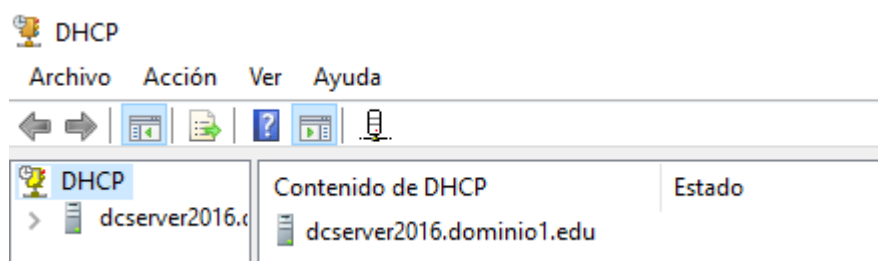 DHCP
Archivo Acción Ver Ayuda
DHCP
dcserver2016.
Contenido de DHCP Estado
dcserver2016.dominio1.edu